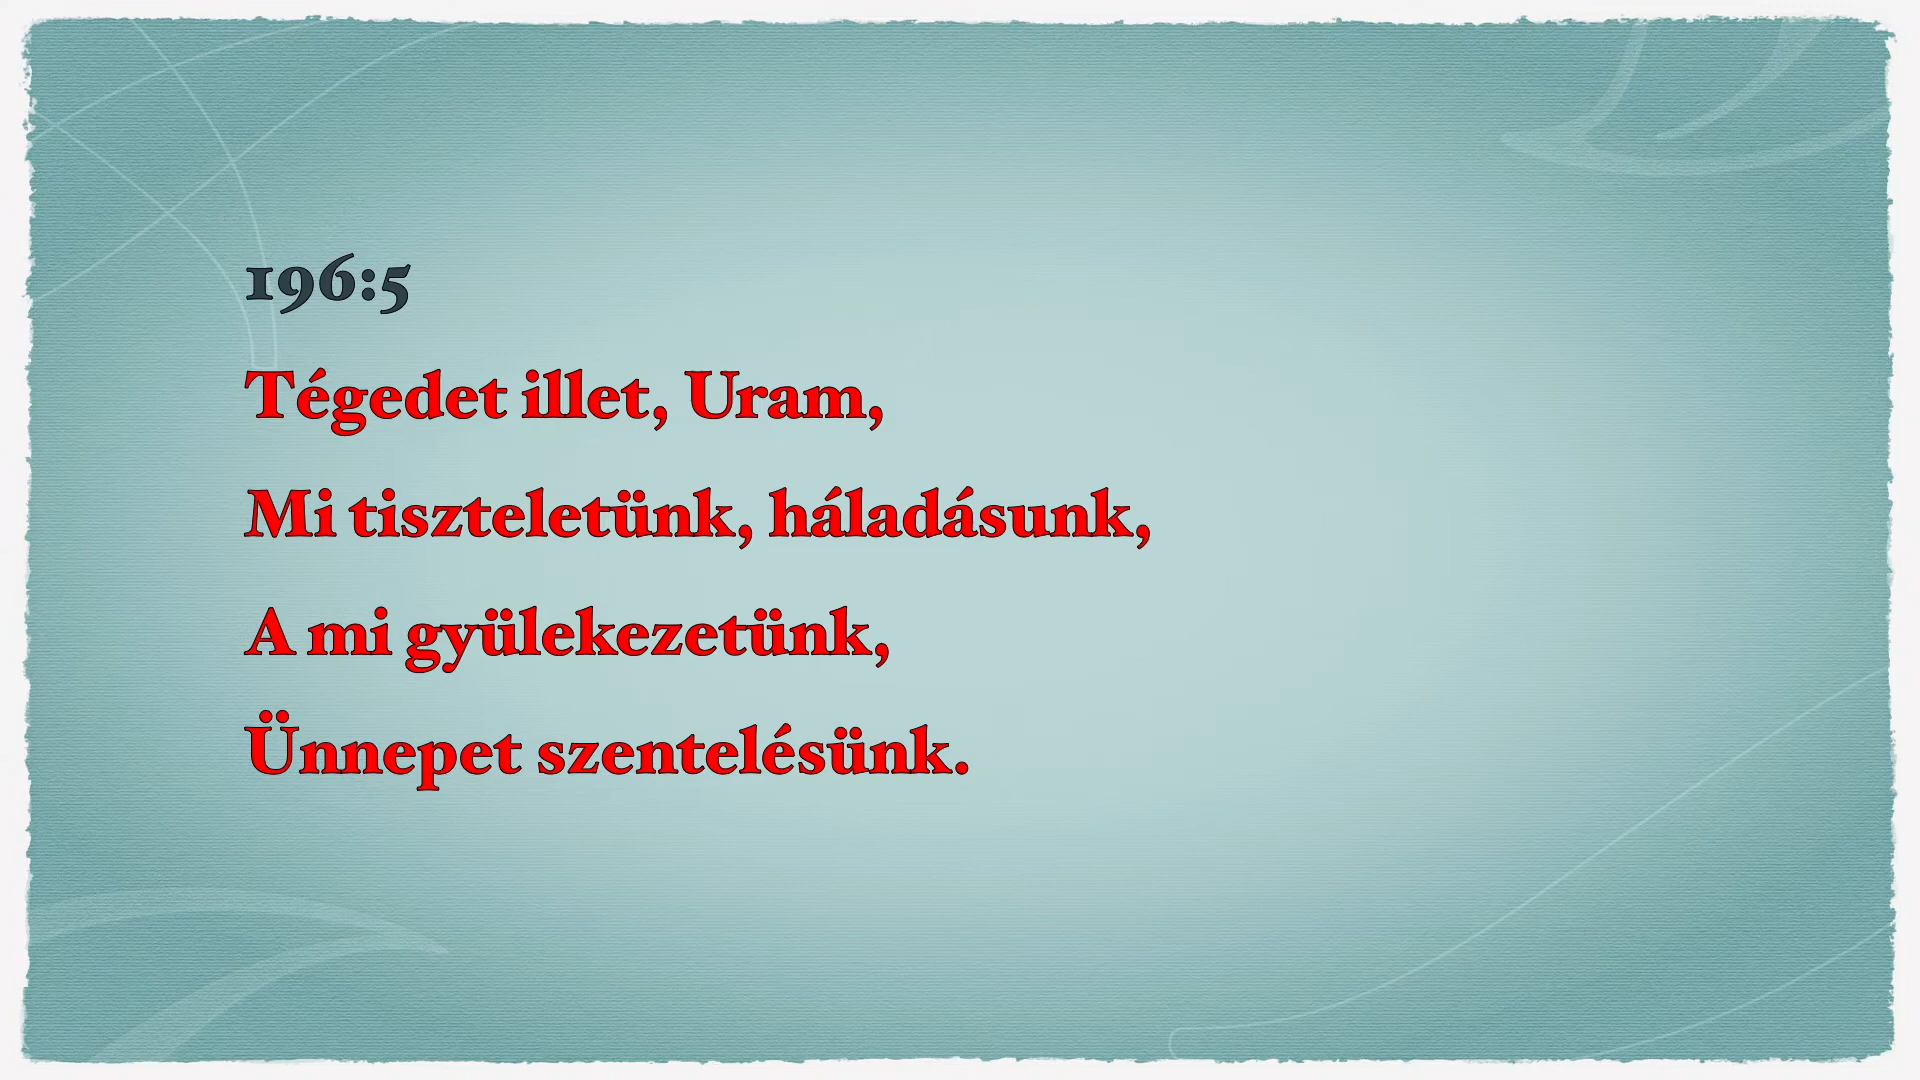 196:5
Tégedet illet, Uram,
Mi tiszteletünk, háladásunk,
A mi gyülekezetünk,
Ünnepet szentelésünk.